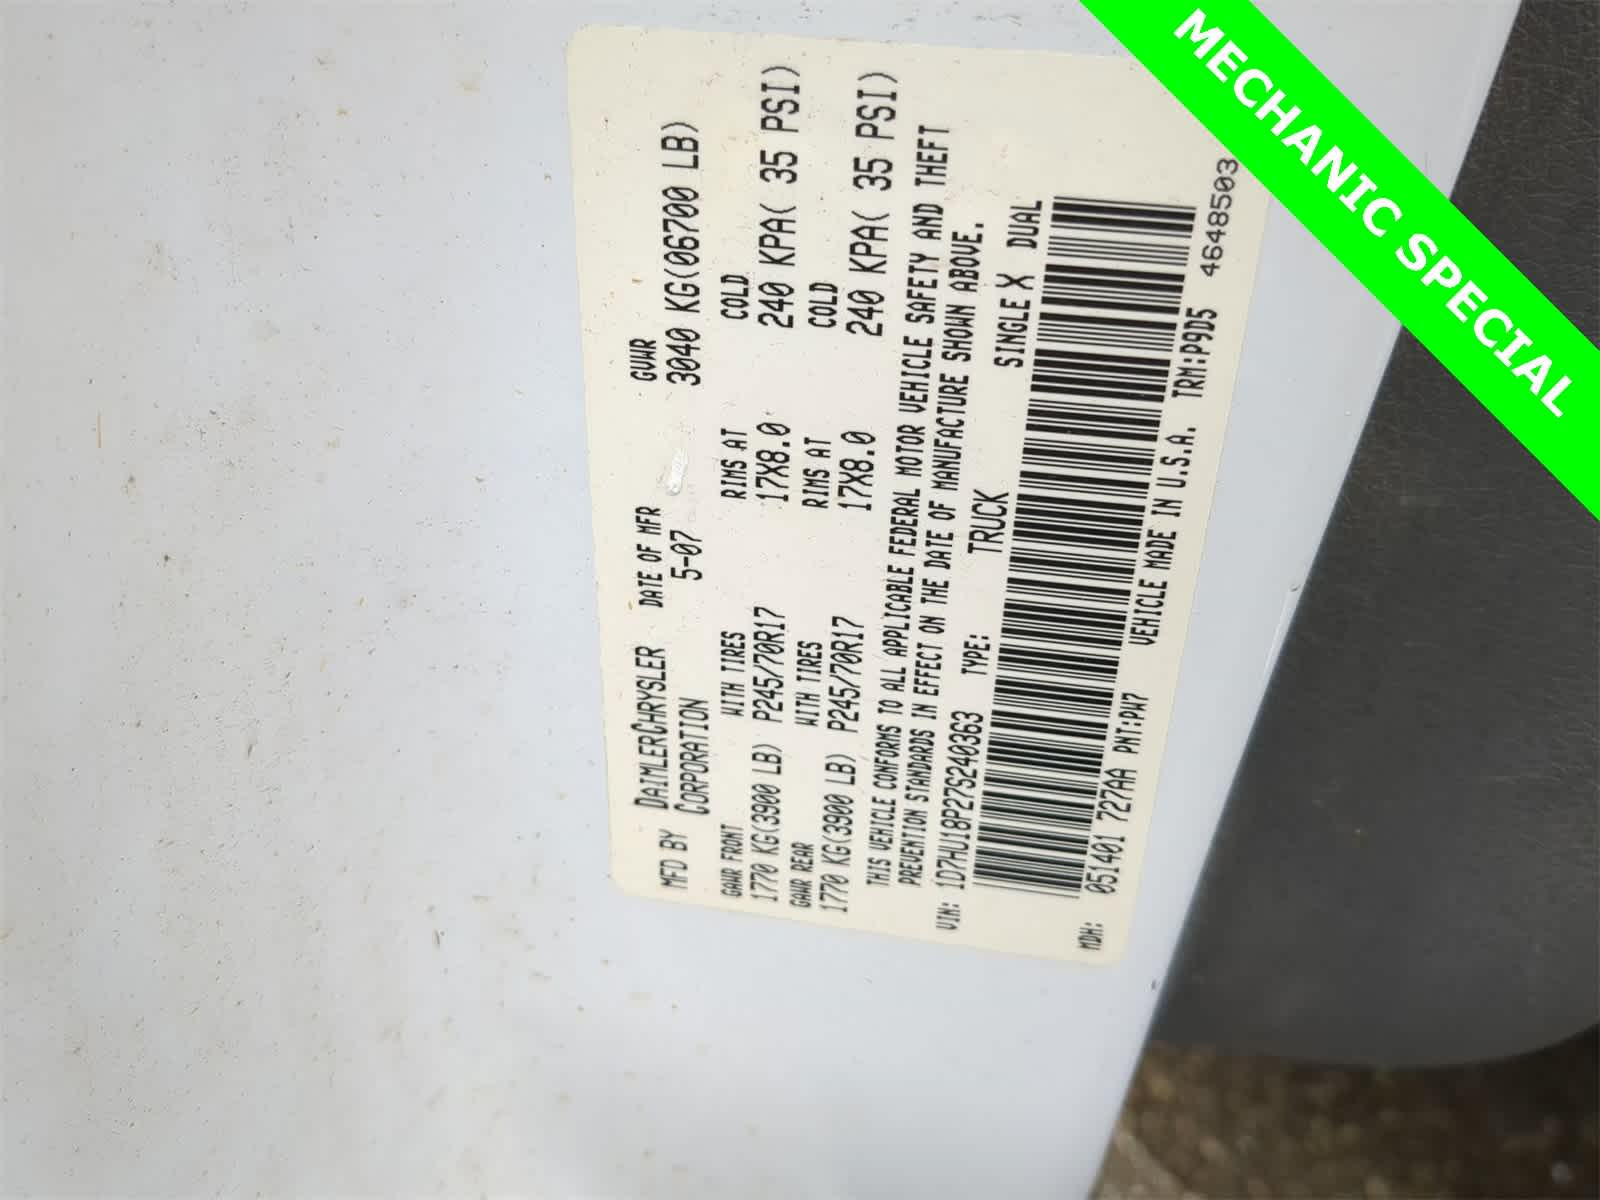 MECHANIC SPECIAL
MFD BY DAIMLERCHRYSLER CORPORATION DATE OF MFR 5-07 GVWR 3040 KG(06700 LB)
GAWR FRONT WITH TIRES RIMS AT COLD
1770 KG(3900 LB) P245/70R17 17X8.0 240 KPA( 35 PSI)
GAWR REAR WITH TIRES RIMS AT COLD
1770 KG(3900 LB) P245/70R17 17X8.0 240 KPA( 35 PSI)
THIS VEHICLE CONFORMS TO ALL APPLICABLE FEDERAL MOTOR VEHICLE SAFETY AND THEFT
PREVENTION STANDARDS IN EFFECT ON THE DATE OF MANUFACTURE SHOWN ABOVE.
VIN: 1D7HU18P27S240363 TYPE: TRUCK SINGLE X DUAL
MDH: 051401 727AA PNT:PW7 VEHICLE MADE IN U.S.A. TRM:P9D5 4648503